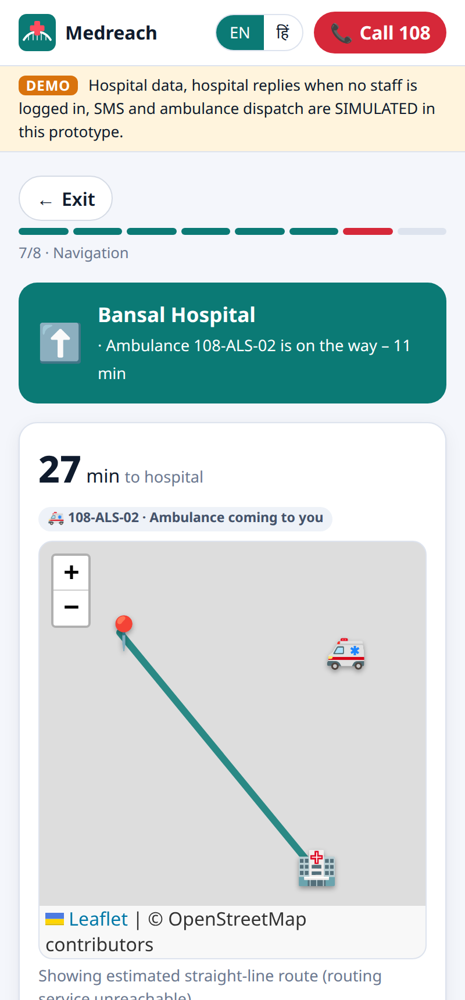 Medreach
EN
हिं
📞 Call 108
DEMO Hospital data, hospital replies when no staff is
logged in, SMS and ambulance dispatch are SIMULATED in
this prototype.
← Exit
7/8 · Navigation
Bansal Hospital
· Ambulance 108-ALS-02 is on the way – 11
min
27 min to hospital
🚑 108-ALS-02 · Ambulance coming to you
+
−
Leaflet | © OpenStreetMap
contributors
Showing estimated straight-line route (routing
service unreachable)